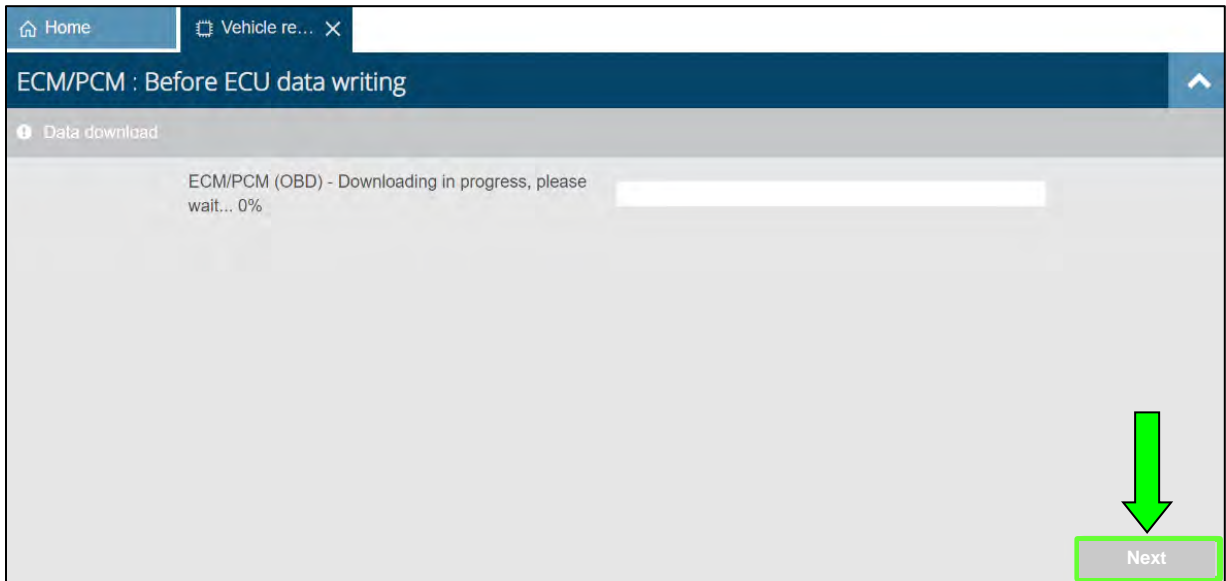 Home
Vehicle re...
ECM/PCM : Before ECU data writing
Data download
ECM/PCM (OBD) - Downloading in progress, please
wait... 0%
Next